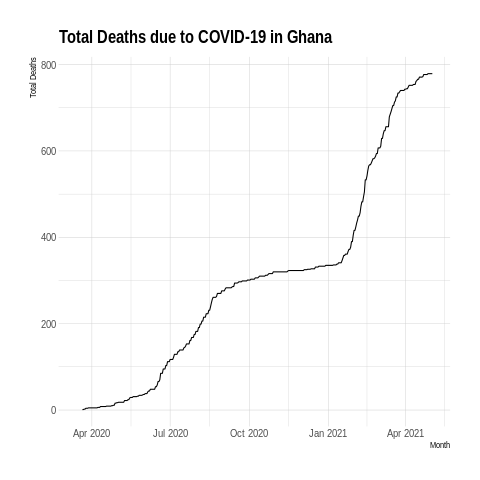 Total Deaths due to COVID-19 in Ghana
Total Deaths
800
600
400
200
0
Apr 2020 Jul 2020 Oct 2020 Jan 2021 Apr 2021
Month